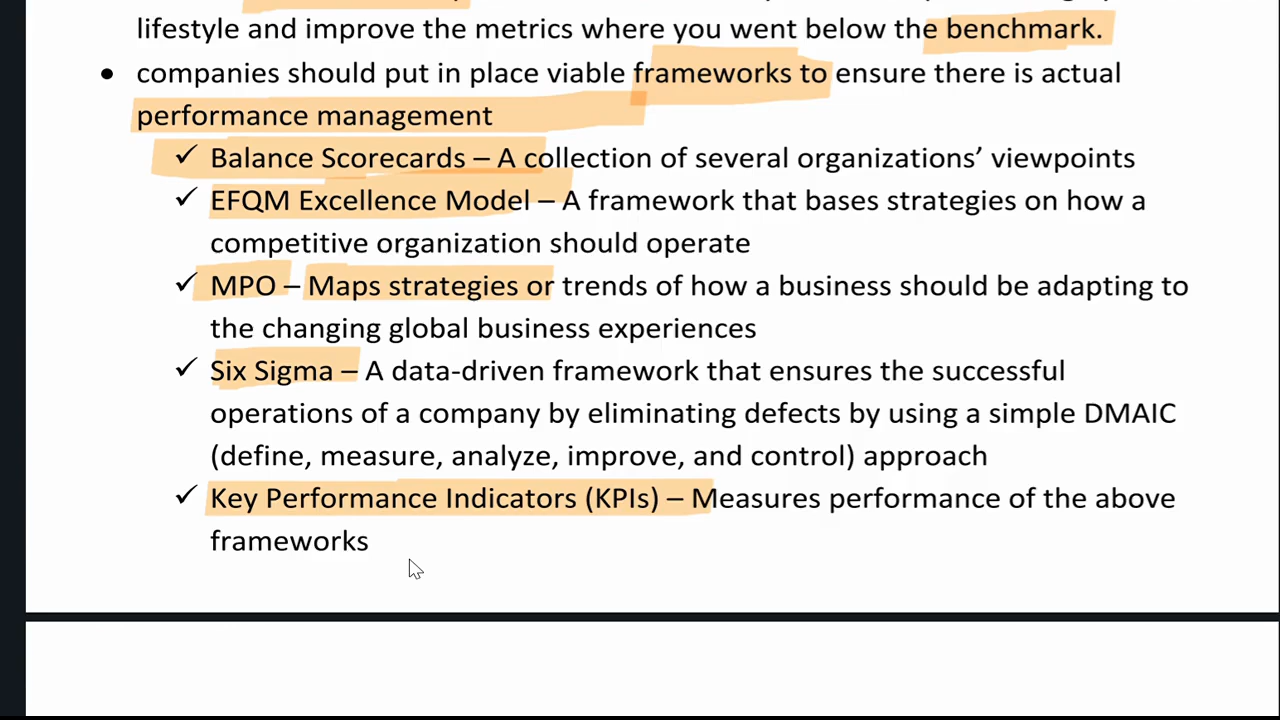 lifestyle and improve the metrics where you went below the benchmark.
• companies should put in place viable frameworks to ensure there is actual
performance management
✓ Balance Scorecards – A collection of several organizations’ viewpoints
✓ EFQM Excellence Model – A framework that bases strategies on how a
competitive organization should operate
✓ MPO – Maps strategies or trends of how a business should be adapting to
the changing global business experiences
✓ Six Sigma – A data-driven framework that ensures the successful
operations of a company by eliminating defects by using a simple DMAIC
(define, measure, analyze, improve, and control) approach
✓ Key Performance Indicators (KPIs) – Measures performance of the above
frameworks